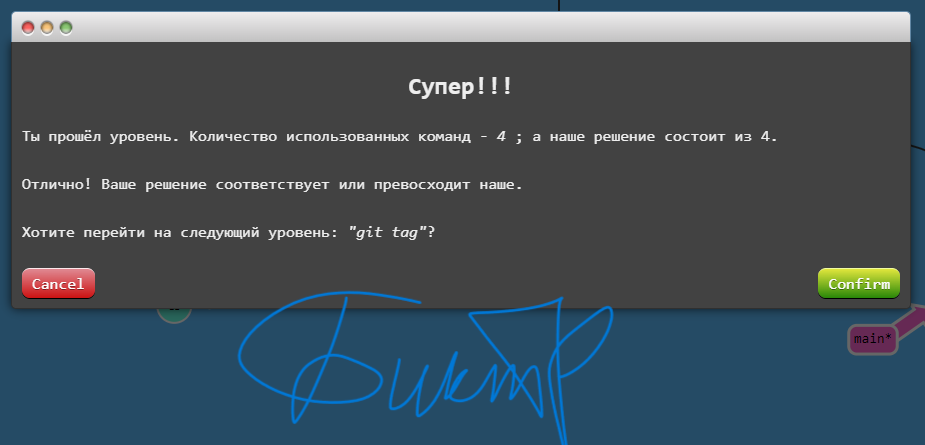 Супер!!!
Ты прошёл уровень. Количество использованных команд - 4 ; а наше решение состоит из 4.
Отлично! Ваше решение соответствует или превосходит наше.
Хотите перейти на следующий уровень: "git tag"?
Cancel
Confirm
main*